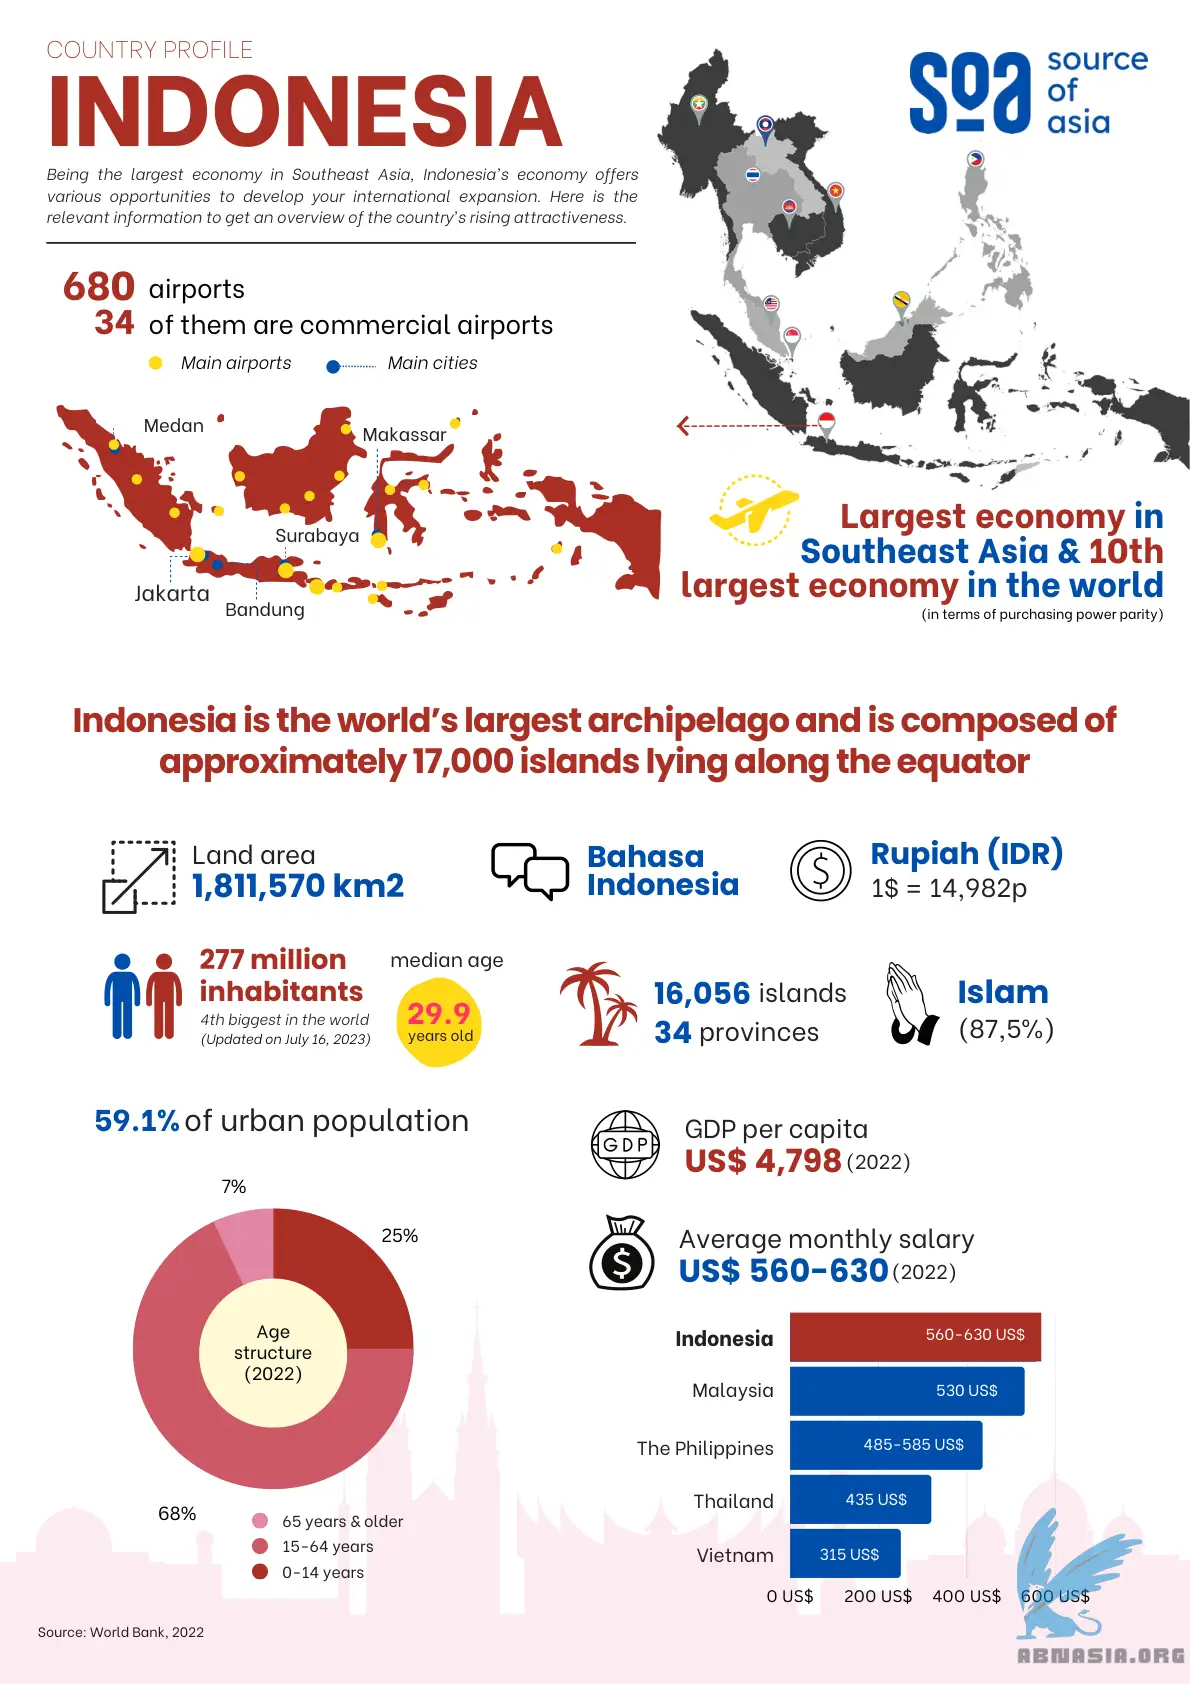 COUNTRY PROFILE
INDONESIA
Being the largest economy in Southeast Asia, Indonesia's economy offers
various opportunities to develop your international expansion. Here is the
relevant information to get an overview of the country's rising attractiveness.
soa
source
of
asia
680 airports
34 of them are commercial airports
Main airports
Main cities
Medan
Makassar
Surabaya
Jakarta
Bandung
Largest economy in
Southeast Asia & 10th
largest economy in the world
(in terms of purchasing power parity)
Indonesia is the world's largest archipelago and is composed of
approximately 17,000 islands lying along the equator
Land area
1,811,570 km2
Bahasa
Indonesia
$
Rupiah (IDR)
1$ = 14,982p
277 million
inhabitants
4th biggest in the world
(Updated on July 16, 2023)
median age
29.9
years old
16,056 islands
34 provinces
Islam
(87,5%)
59.1% of urban population
GDP
GDP per capita
US$ 4,798 (2022)
$
Average monthly salary
US$ 560-630 (2022)
7%
25%
68%
Age
structure
(2022)
65 years & older
15-64 years
0-14 years
Indonesia
560-630 US$
Malaysia
530 US$
The Philippines
485-585 US$
Thailand
435 US$
Vietnam
315 US$
0 US$
200 US$
400 US$
600 US$
Source: World Bank, 2022
ABNASIA.ORG